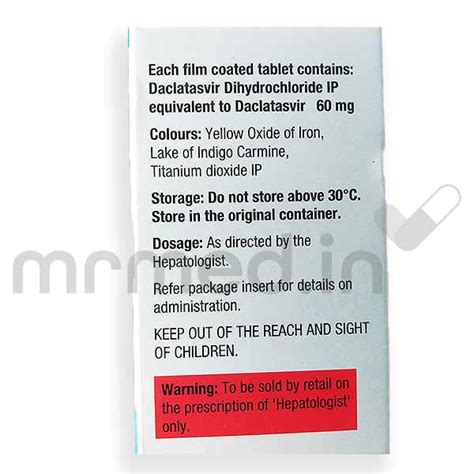 Each film coated tablet contains:
Daclatasvir Dihydrochloride IP
equivalent to Daclatasvir 60 mg
Colours: Yellow Oxide of Iron,
Lake of Indigo Carmine,
Titanium dioxide IP
Storage: Do not store above 30°C.
Store in the original container.
Dosage: As directed by the
Hepatologist.
mrmed.in
Refer package insert for details on
administration.
KEEP OUT OF THE REACH AND SIGHT
OF CHILDREN.
Warning: To be sold by retail on
the prescription of 'Hepatologist'
only.